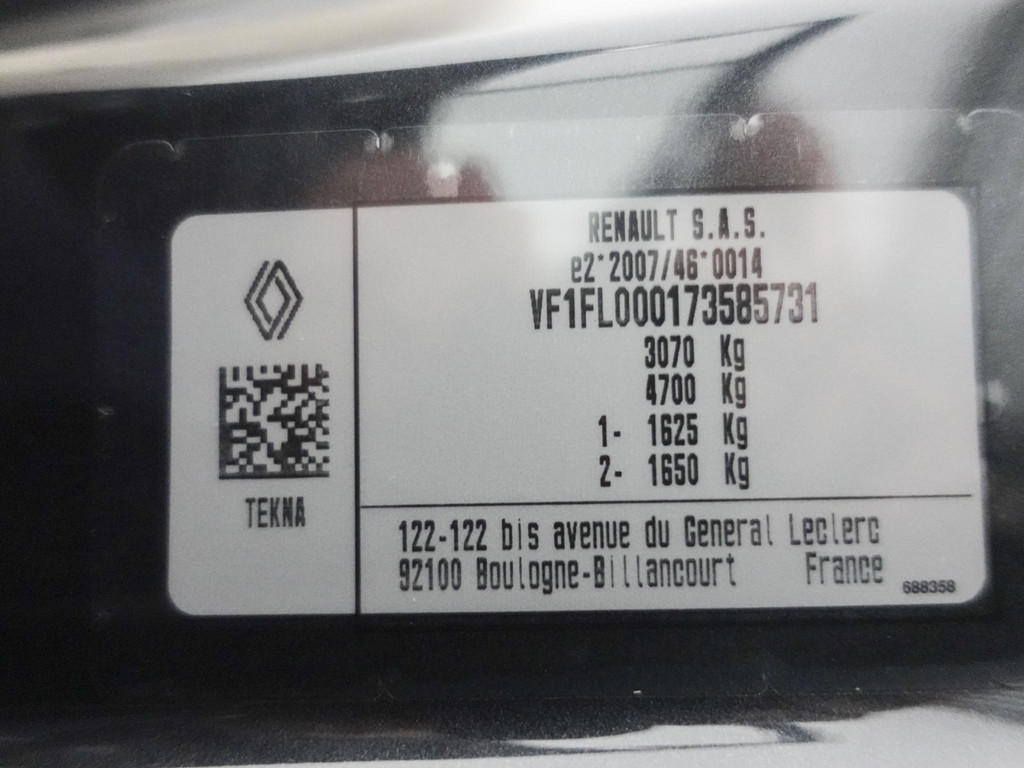 RENAULT S.A.S.
e2*2007/46*0014
VF1FL000173585731
3070 Kg
4700 Kg
1- 1625 Kg
2- 1650 Kg
TEKNA
122-122 bis avenue du General Leclerc
92100 Boulogne-Billancourt France
688358